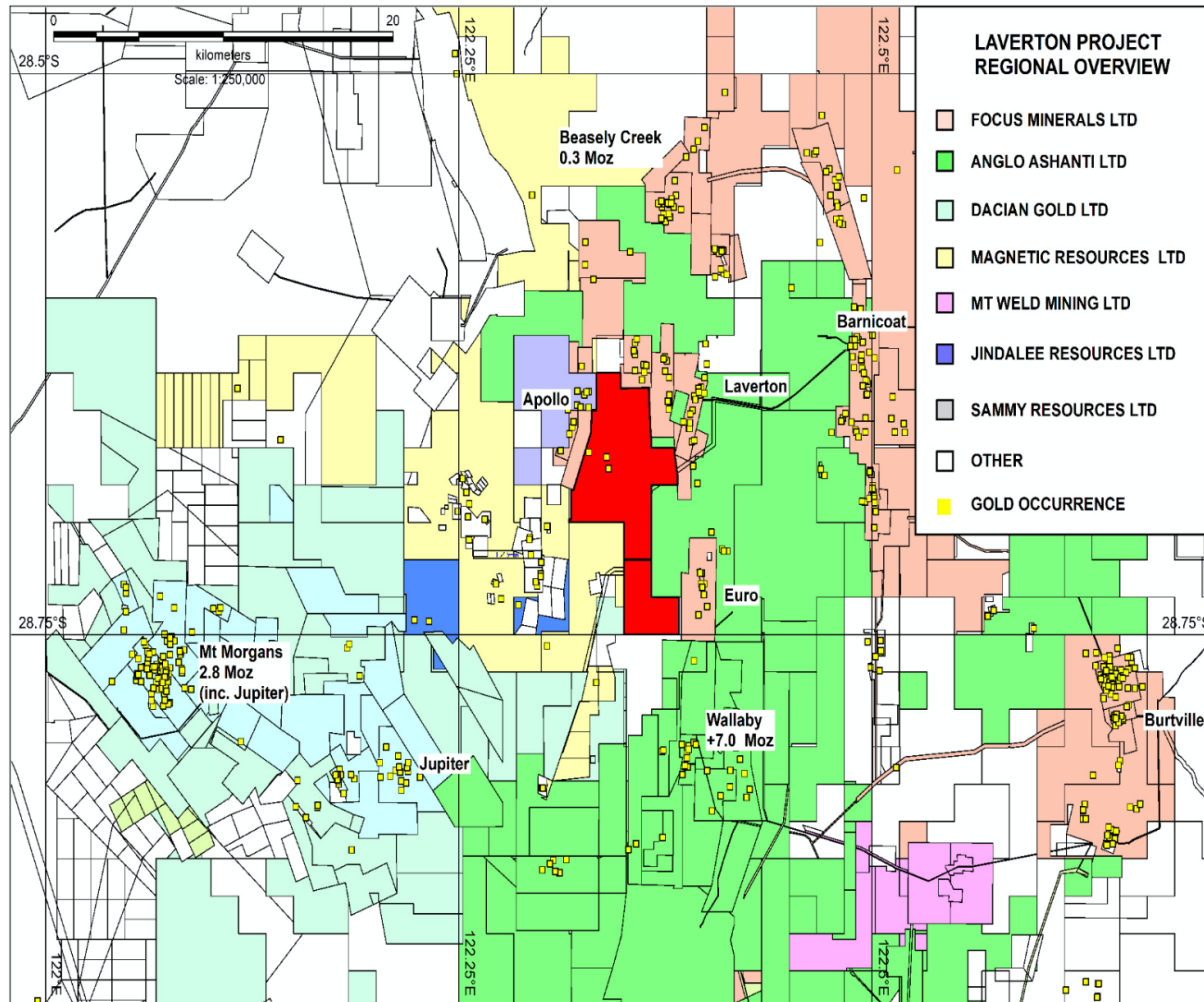 0
20
kilometers
Scale: 1:250,000
28.5°S
122.25°E
122.5°E
LAVERTON PROJECT
REGIONAL OVERVIEW
FOCUS MINERALS LTD
ANGLO ASHANTI LTD
DACIAN GOLD LTD
MAGNETIC RESOURCES LTD
MT WELD MINING LTD
JINDALEE RESOURCES LTD
SAMMY RESOURCES LTD
OTHER
GOLD OCCURRENCE
Beasely Creek
0.3 Moz
Barnicoat
Laverton
Apollo
Euro
28.75°S
28.75°S
Mt Morgans
2.8 Moz
(inc. Jupiter)
Wallaby
+7.0 Moz
Burtville
Jupiter
122°E
122.25°E
122.5°E